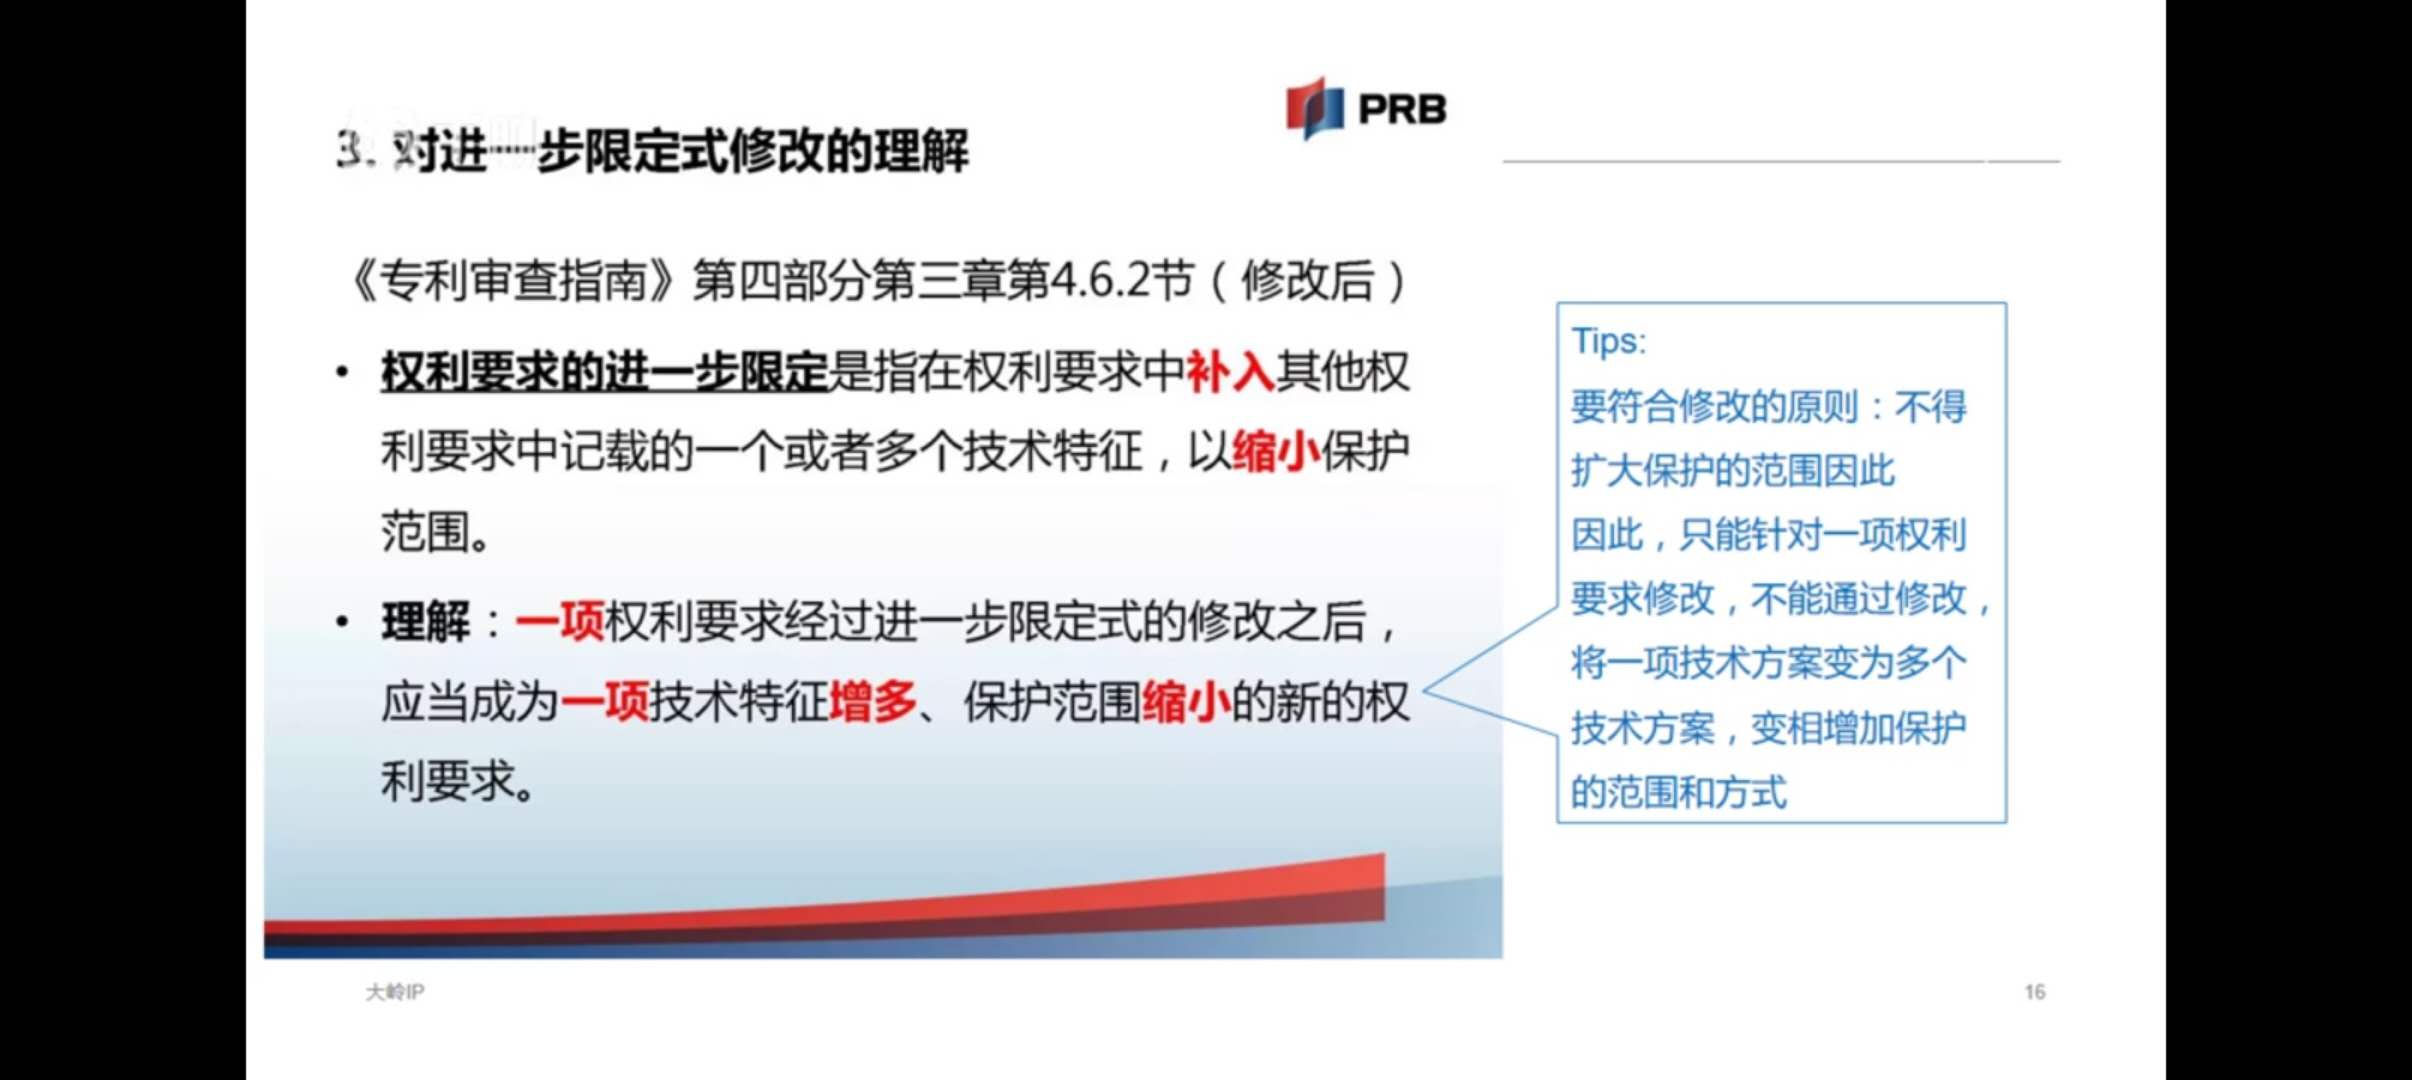 PRB
3. 对进一步限定式修改的理解
《专利审查指南》第四部分第三章第4.6.2节（修改后）
• 权利要求的进一步限定是指在权利要求中补入其他权
利要求中记载的一个或者多个技术特征，以缩小保护
范围。
• 理解：一项权利要求经过进一步限定式的修改之后，
应当成为一项技术特征增多、保护范围缩小的新的权
利要求。
Tips:
要符合修改的原则：不得
扩大保护的范围因此
因此，只能针对一项权利
要求修改，不能通过修改，
将一项技术方案变为多个
技术方案，变相增加保护
的范围和方式
大岭IP
16